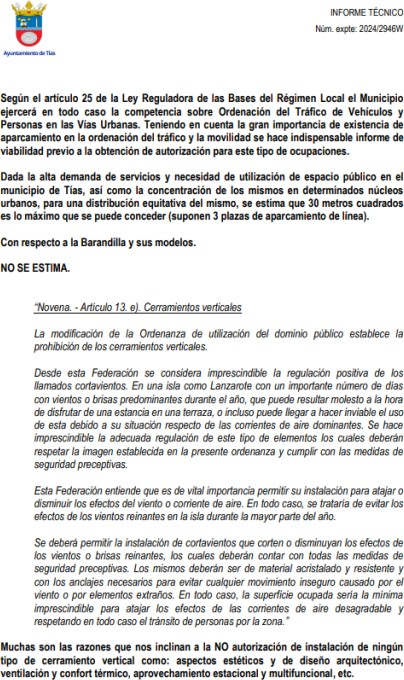 INFORME TÉCNICO
Núm. expte: 2024/2946W
Ayuntamiento de Tías
Según el artículo 25 de la Ley Reguladora de las Bases del Régimen Local el Municipio
ejercerá en todo caso la competencia sobre Ordenación del Tráfico de Vehículos y
Personas en las Vías Urbanas. Teniendo en cuenta la gran importancia de existencia de
aparcamiento en la ordenación del tráfico y la movilidad se hace indispensable informe de
viabilidad previo a la obtención de autorización para este tipo de ocupaciones.
Dada la alta demanda de servicios y necesidad de utilización de espacio público en el
municipio de Tías, así como la concentración de los mismos en determinados núcleos
urbanos, para una distribución equitativa del mismo, se estima que 30 metros cuadrados
es lo máximo que se puede conceder (suponen 3 plazas de aparcamiento de línea).
Con respecto a la Barandilla y sus modelos.
NO SE ESTIMA.
"Novena. - Articulo 13. e). Cerramientos verticales
La modificación de la Ordenanza de utilización del dominio público establece la
prohibición de los cerramientos verticales.
Desde esta Federación se considera imprescindible la regulación positiva de los
llamados cortavientos. En una isla como Lanzarote con un importante número de días
con vientos o brisas predominantes durante el año, que puede resultar molesto a la hora
de disfrutar de una estancia en una terraza, o incluso puede llegar a hacer inviable el uso
de esta debido a su situación respecto de las corrientes de aire dominantes. Se hace
imprescindible la adecuada regulación de este tipo de elementos los cuales deberán
respetar la imagen establecida en la presente ordenanza y cumplir con las medidas de
seguridad preceptivas.
Esta Federación entiende que es de vital importancia permitir su instalación para atajar o
disminuir los efectos del viento o corriente de aire. En todo caso, se trataría de evitar los
efectos de los vientos reinantes en la isla durante la mayor parte del año.
Se deberá permitir la instalación de cortavientos que corten o disminuyan los efectos de
los vientos o brisas reinantes, los cuales deberán contar con todas las medidas de
seguridad preceptivas. Los mismos deberán ser de material acristalado y resistente y
con los anclajes necesarios para evitar cualquier movimiento inseguro causado por el
viento o por elementos extraños. En todo caso, la superficie ocupada sería la mínima
imprescindible para atajar los efectos de las corrientes de aire desagradable y
respetando en todo caso el tránsito de personas por la zona."
Muchas son las razones que nos inclinan a la NO autorización de instalación de ningún
tipo de cerramiento vertical como: aspectos estéticos y de diseño arquitectónico,
ventilación y confort térmico, aprovechamiento estacional y multifuncional, etc.